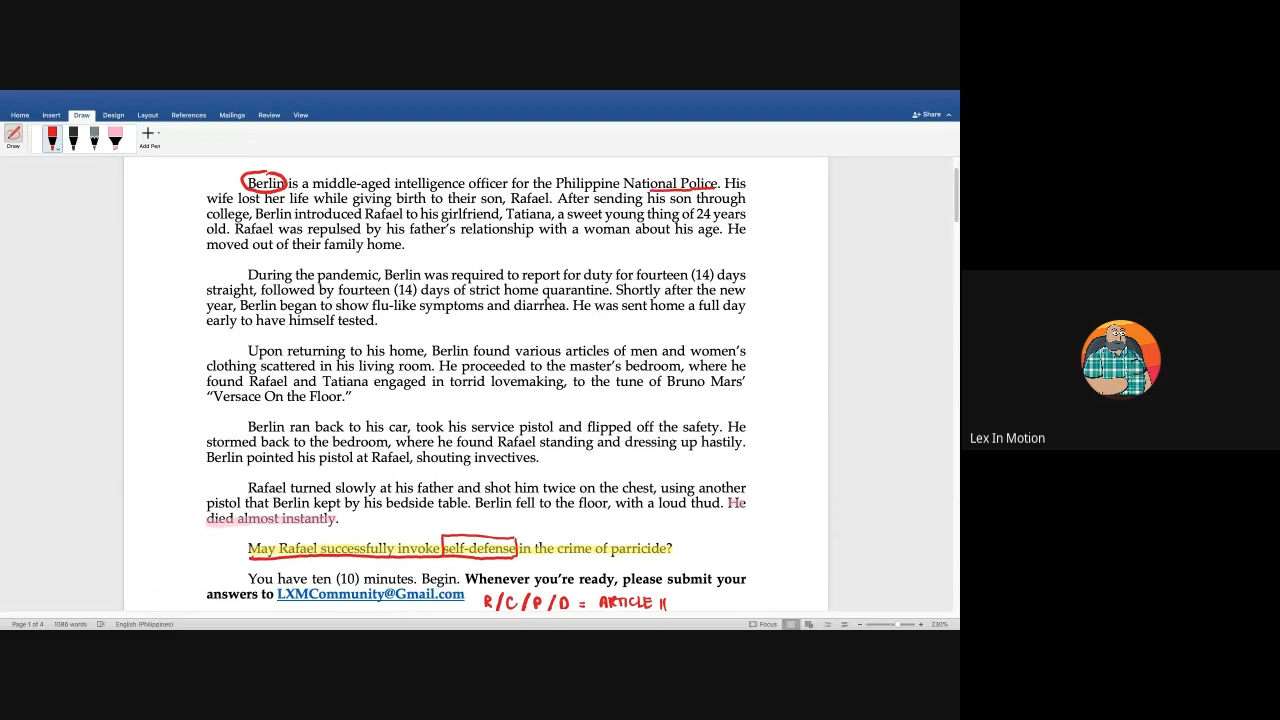 Home Insert Draw Design Layout References Mailings Review View Share
Draw
Add Pen
Berlin is a middle-aged intelligence officer for the Philippine National Police. His
wife lost her life while giving birth to their son, Rafael. After sending his son through
college, Berlin introduced Rafael to his girlfriend, Tatiana, a sweet young thing of 24 years
old. Rafael was repulsed by his father's relationship with a woman about his age. He
moved out of their family home.
During the pandemic, Berlin was required to report for duty for fourteen (14) days
straight, followed by fourteen (14) days of strict home quarantine. Shortly after the new
year, Berlin began to show flu-like symptoms and diarrhea. He was sent home a full day
early to have himself tested.
Upon returning to his home, Berlin found various articles of men and women's
clothing scattered in his living room. He proceeded to the master's bedroom, where he
found Rafael and Tatiana engaged in torrid lovemaking, to the tune of Bruno Mars'
"Versace On the Floor."
Berlin ran back to his car, took his service pistol and flipped off the safety. He
stormed back to the bedroom, where he found Rafael standing and dressing up hastily.
Berlin pointed his pistol at Rafael, shouting invectives.
Rafael turned slowly at his father and shot him twice on the chest, using another
pistol that Berlin kept by his bedside table. Berlin fell to the floor, with a loud thud. He
died almost instantly.
May Rafael successfully invoke self-defense in the crime of parricide?
You have ten (10) minutes. Begin. Whenever you're ready, please submit your
answers to LXMCommunity@Gmail.com
R/C/P/D = ARTICLE 11
Page 1 of 4 1086 words English (Philippines) Focus 230%
Lex In Motion